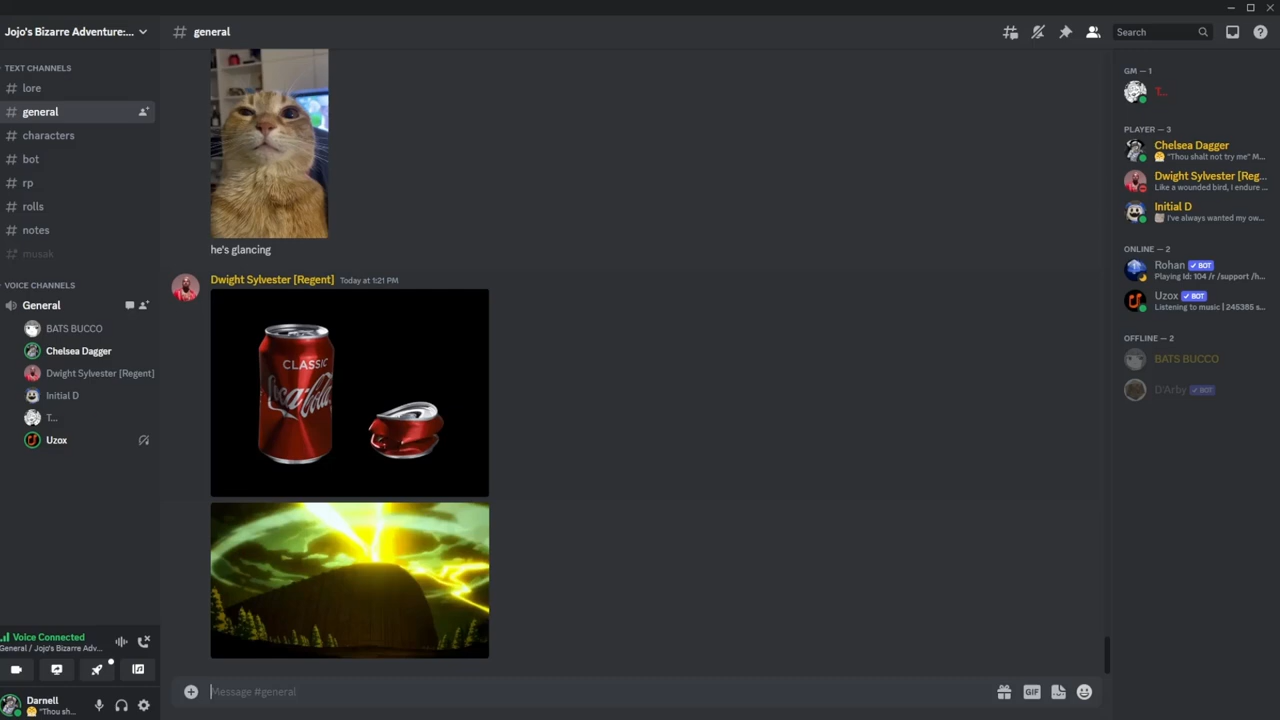 Jojo's Bizarre Adventure:...
general
Search
TEXT CHANNELS
lore
general
characters
bot
rp
rolls
notes
musak
VOICE CHANNELS
General
BATS BUCCO
Chelsea Dagger
Dwight Sylvester [Regent]
Initial D
T...
Uzox
Voice Connected
General / Jojo's Bizarre Adv...
Darnell
"Thou sh...
he's glancing
Dwight Sylvester [Regent] Today at 1:21 PM
CLASSIC
Coca-Cola
Message #general
GIF
GM — 1
T...
PLAYER — 3
Chelsea Dagger
"Thou shalt not try me" M...
Dwight Sylvester [Reg...
Like a wounded bird, I endure ...
Initial D
I've always wanted my ow...
ONLINE — 2
Rohan BOT
Playing Id: 104 /r /support /h...
Uzox BOT
Listening to music | 245385 s...
OFFLINE — 2
BATS BUCCO
D'Arby BOT